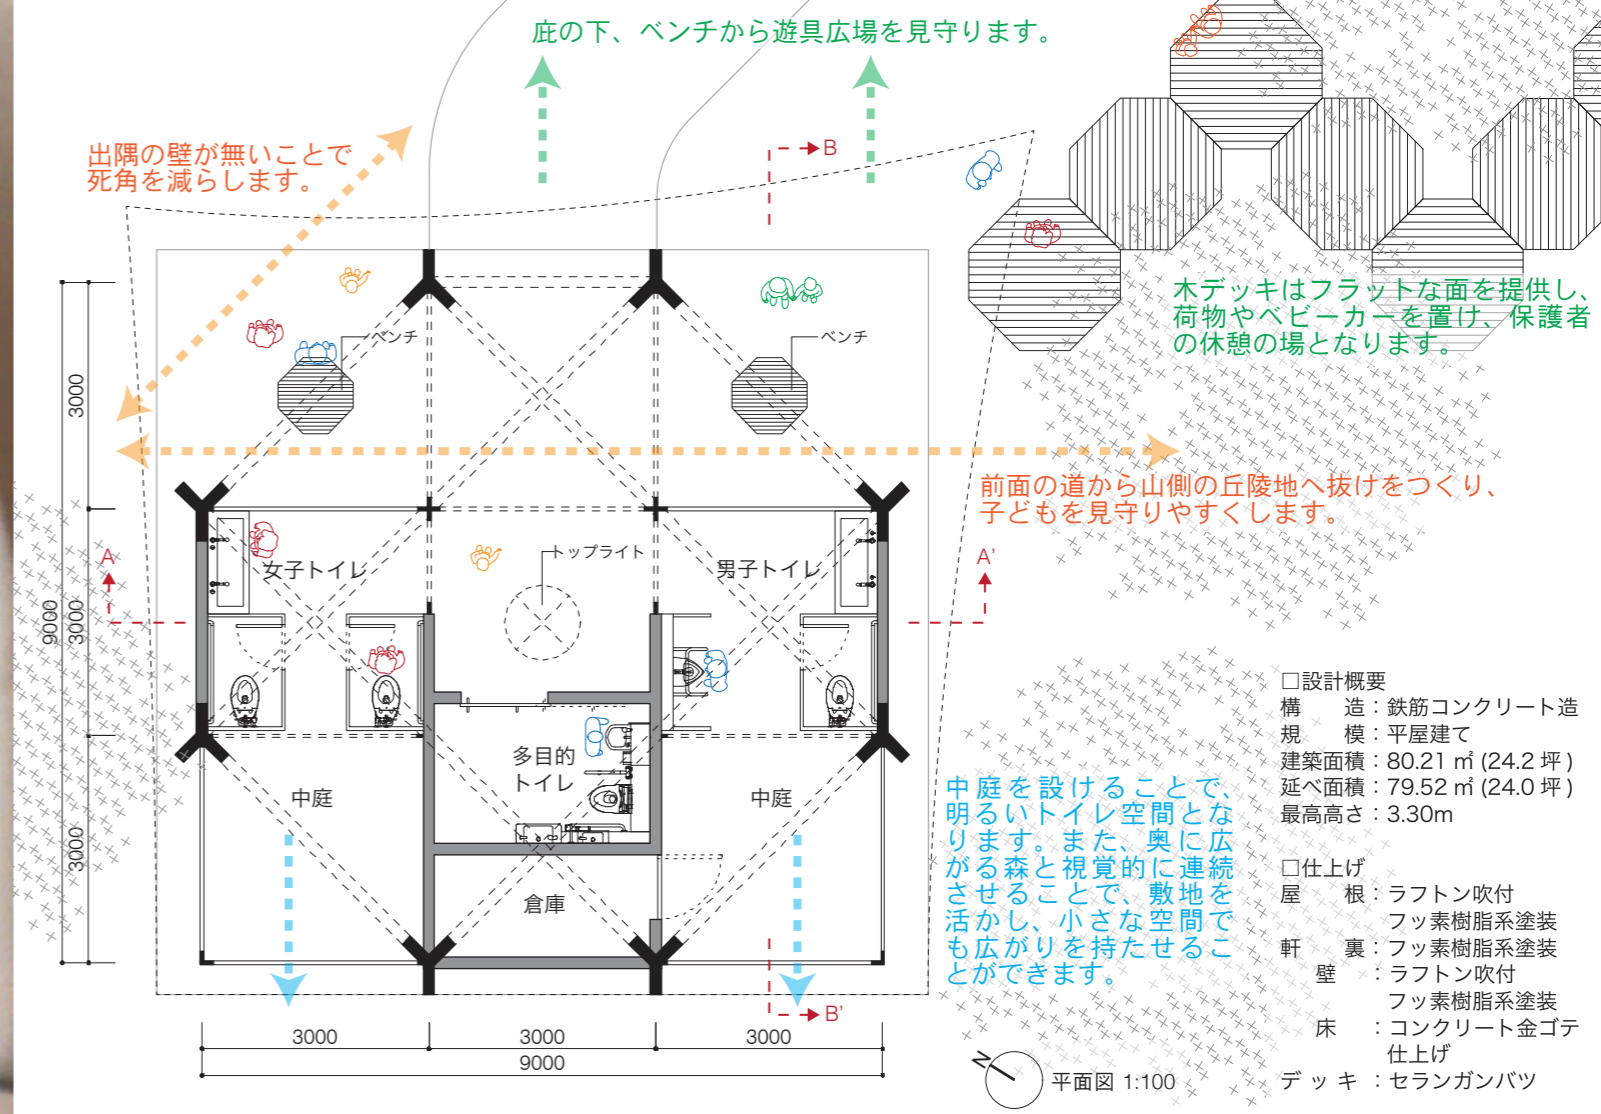 庇の下、ベンチから遊具広場を見守ります。
出隅の壁が無いことで
死角を減らします。
B
ベンチ
ベンチ
木デッキはフラットな面を提供し、
荷物やベビーカーを置け、保護者
の休憩の場となります。
前面の道から山側の丘陵地へ抜けをつくり、
子どもを見守りやすくします。
3000
3000
3000
9000
A
A'
女子トイレ
トップライト
男子トイレ
多目的
トイレ
中庭
中庭
倉庫
中庭を設けることで、
明るいトイレ空間とな
ります。また、奥に広
がる森と視覚的に連続
させることで、敷地を
活かし、小さな空間で
も広がりを持たせるこ
とができます。
B'
3000
3000
3000
9000
N
平面図 1:100
□設計概要
構　　造：鉄筋コンクリート造
規　　模：平屋建て
建築面積：80.21 ㎡ (24.2 坪 )
延べ面積：79.52 ㎡ (24.0 坪 )
最高高さ：3.30m
□仕上げ
屋　　根：ラフトン吹付
フッ素樹脂系塗装
軒　　裏：フッ素樹脂系塗装
壁　：ラフトン吹付
フッ素樹脂系塗装
床　：コンクリート金ゴテ
仕上げ
デ ッ キ ：セランガンバツ